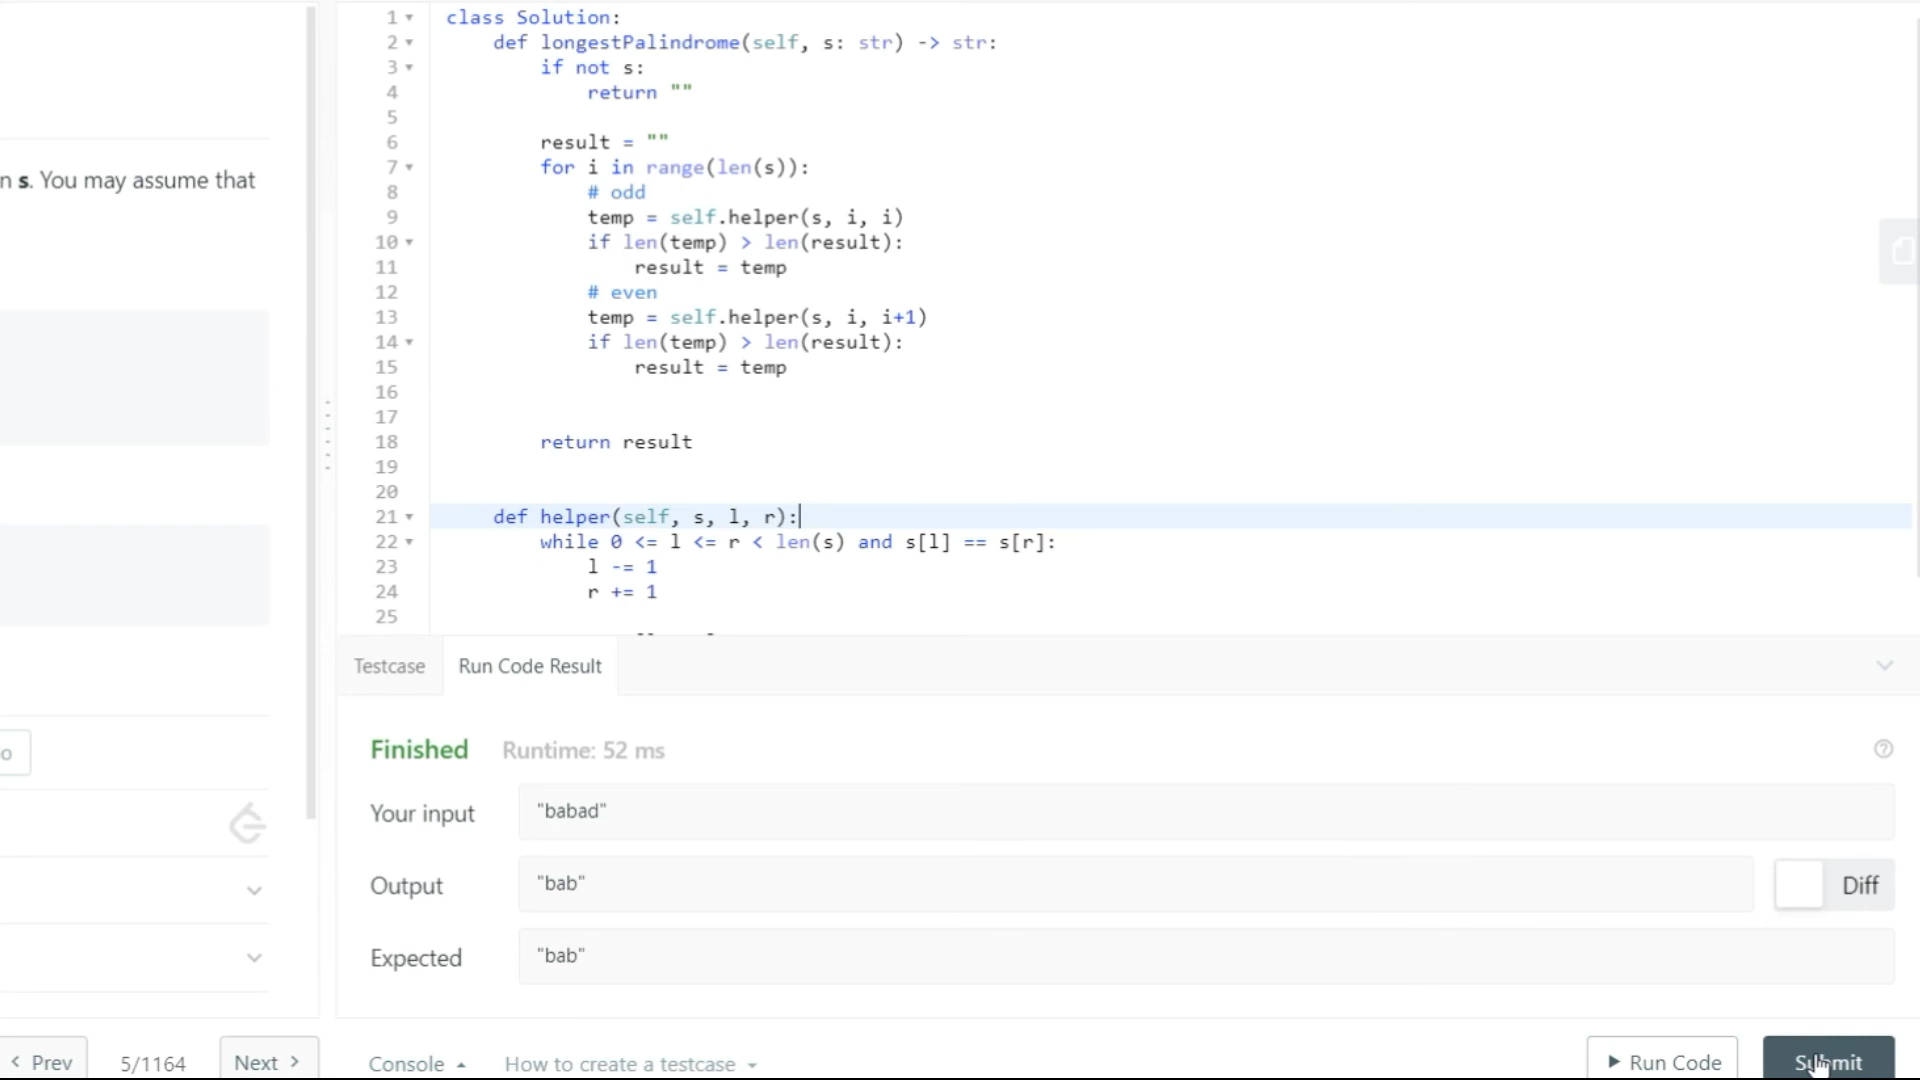 n s. You may assume that
o
< Prev
5/1164
Next >
1 class Solution:
2 def longestPalindrome(self, s: str) -> str:
3 if not s:
4 return ""
5
6 result = ""
7 for i in range(len(s)):
8 # odd
9 temp = self.helper(s, i, i)
10 if len(temp) > len(result):
11 result = temp
12 # even
13 temp = self.helper(s, i, i+1)
14 if len(temp) > len(result):
15 result = temp
16
17
18 return result
19
20
21 def helper(self, s, l, r):
22 while 0 <= l <= r < len(s) and s[l] == s[r]:
23 l -= 1
24 r += 1
25
Testcase
Run Code Result
Finished
Runtime: 52 ms
Your input
"babad"
Output
"bab"
Diff
Expected
"bab"
Console
How to create a testcase
Run Code
Submit